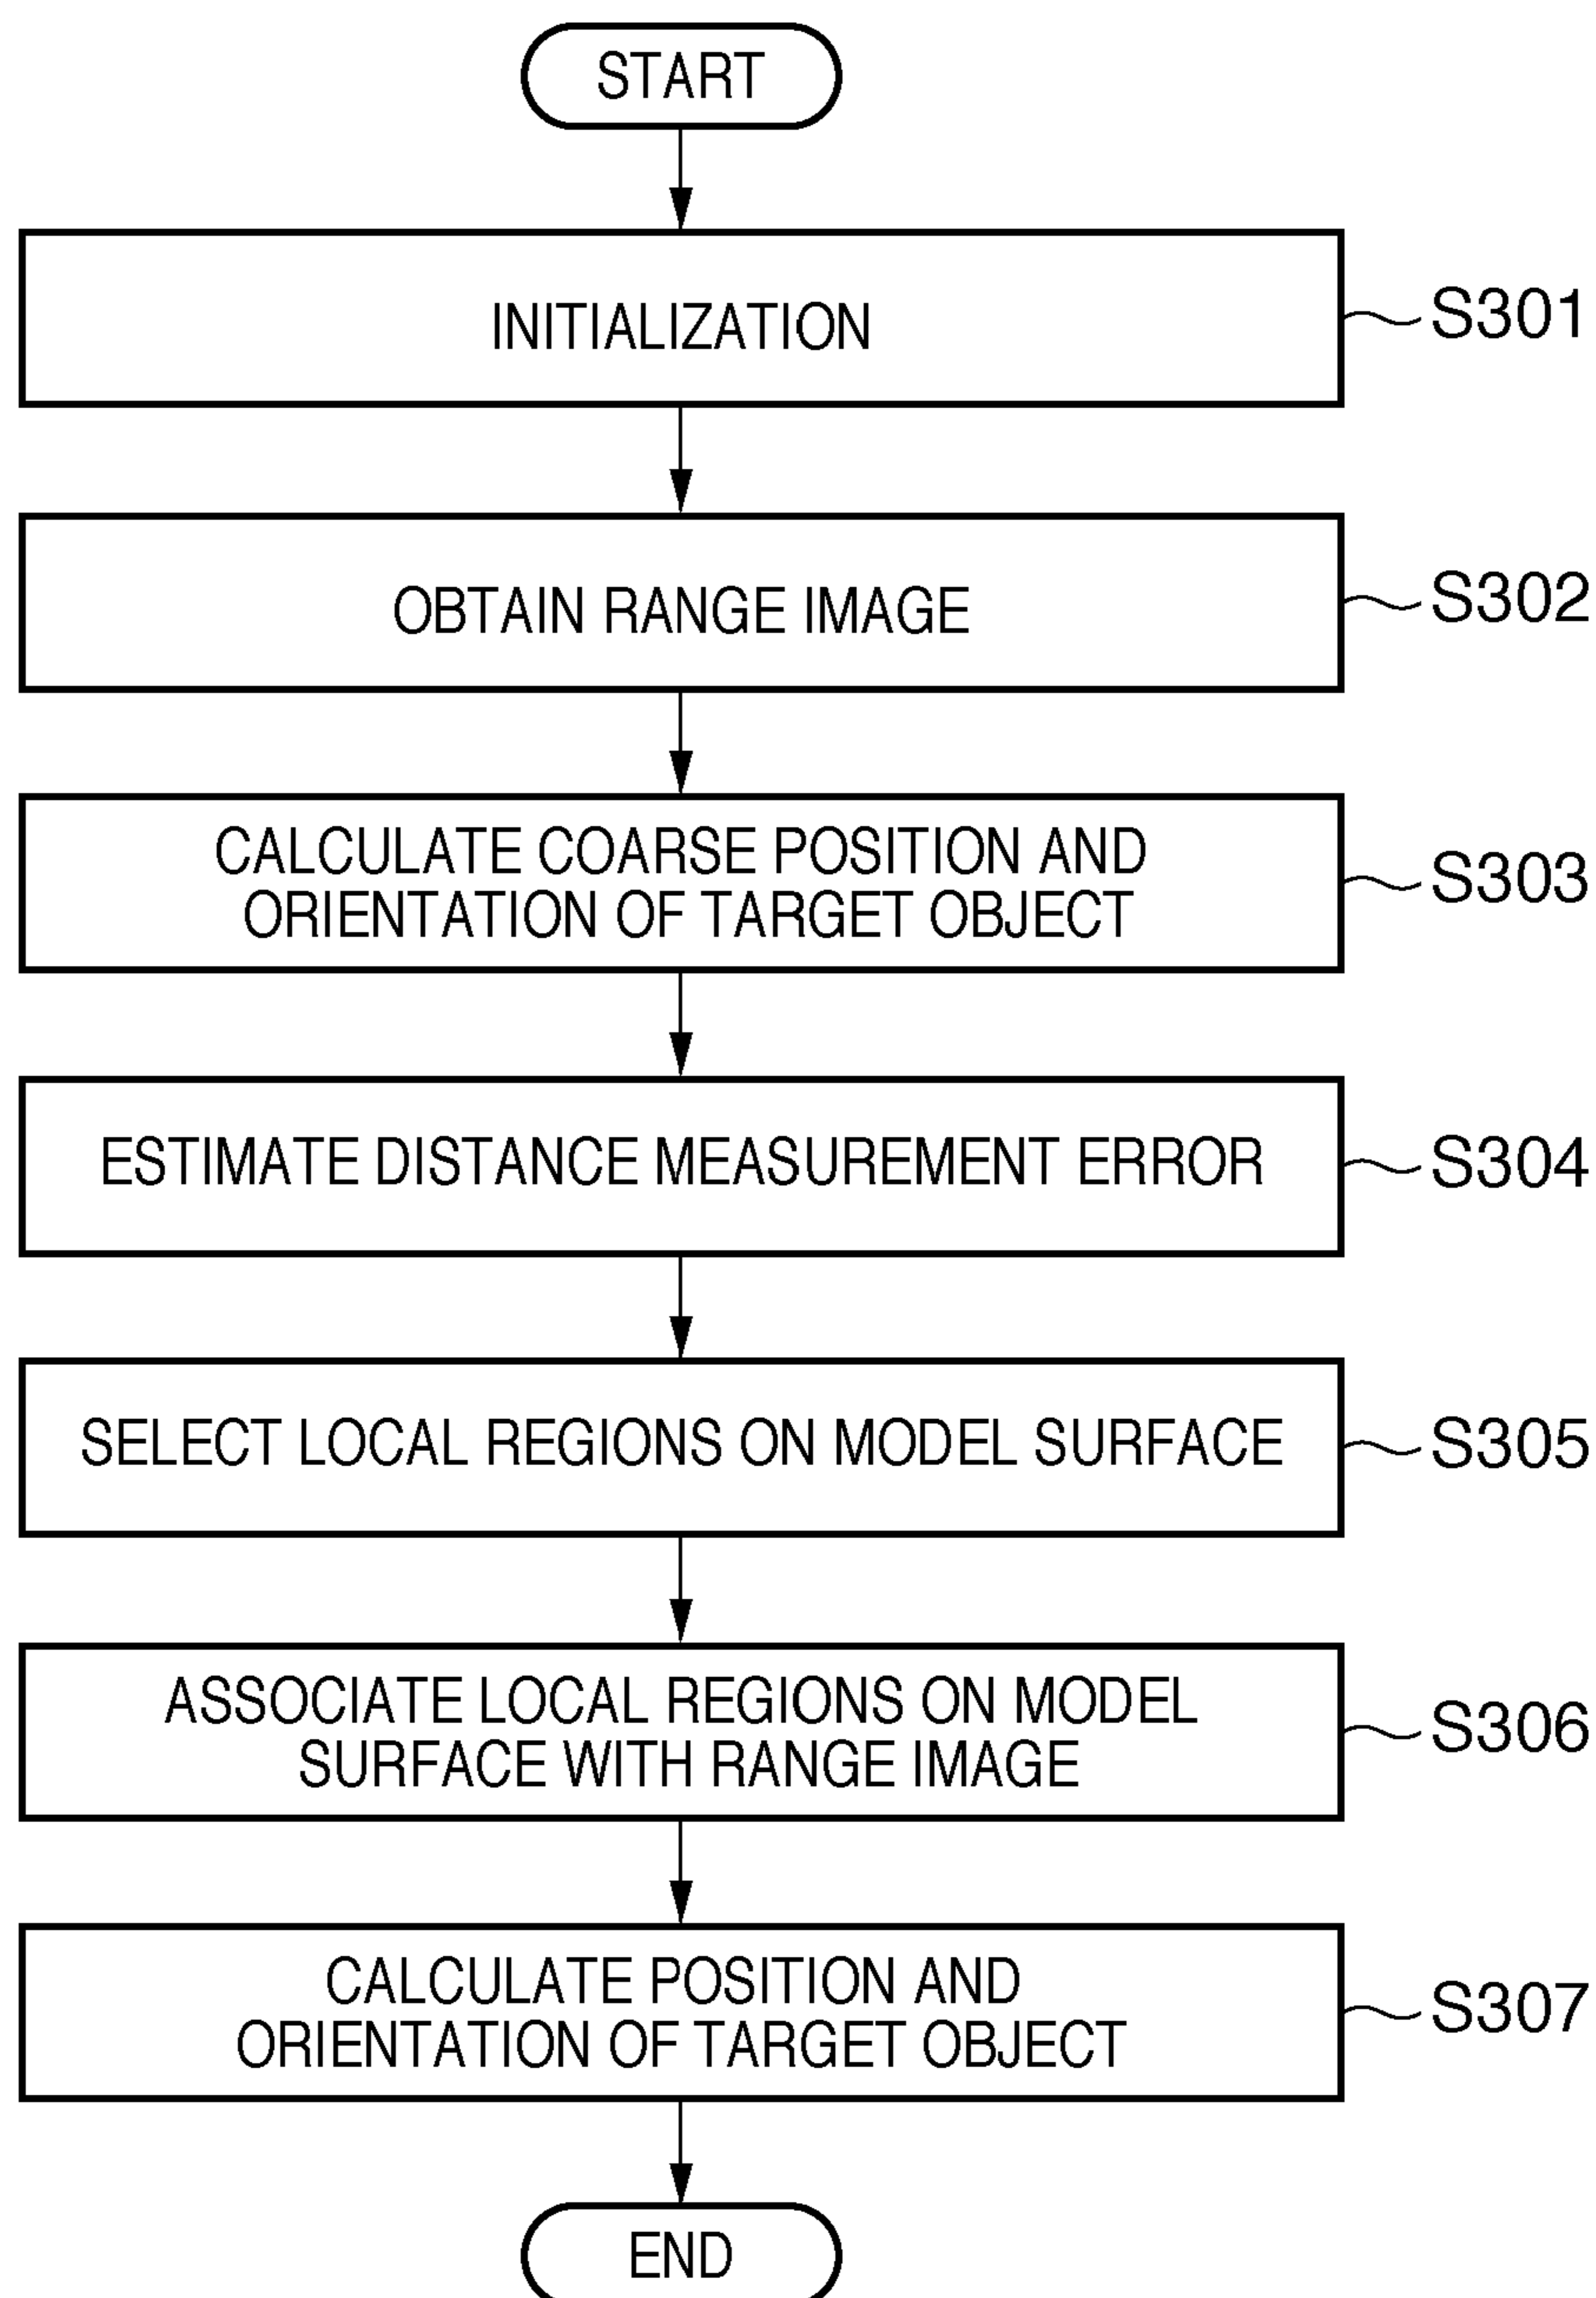 START
INITIALIZATION
S301
OBTAIN RANGE IMAGE
S302
CALCULATE COARSE POSITION AND
ORIENTATION OF TARGET OBJECT
S303
ESTIMATE DISTANCE MEASUREMENT ERROR
S304
SELECT LOCAL REGIONS ON MODEL SURFACE
S305
ASSOCIATE LOCAL REGIONS ON MODEL
SURFACE WITH RANGE IMAGE
S306
CALCULATE POSITION AND
ORIENTATION OF TARGET OBJECT
S307
END